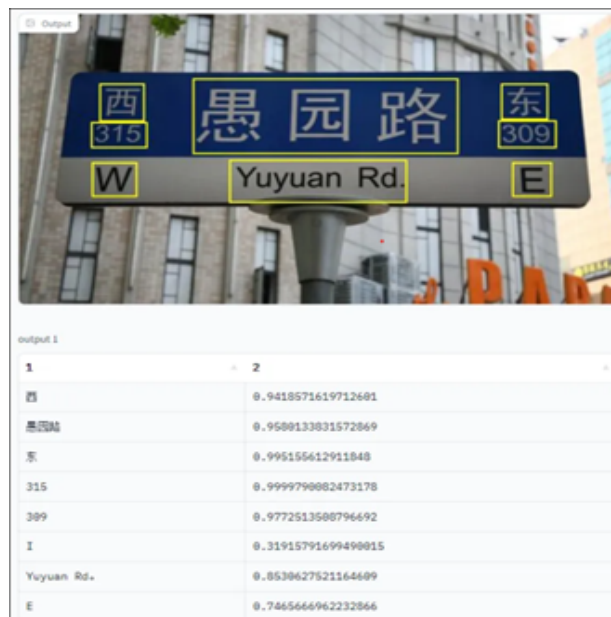 Output
西 愚园路 东
315 309
W Yuyuan Rd. E
PAR
output 1
1 2
西 0.9418571619712601
愚园路 0.9580133831572869
东 0.995155612911848
315 0.9999790082473178
309 0.9772513508796692
I 0.31915791699490015
Yuyuan Rd. 0.8530627521164609
E 0.7465666962232866